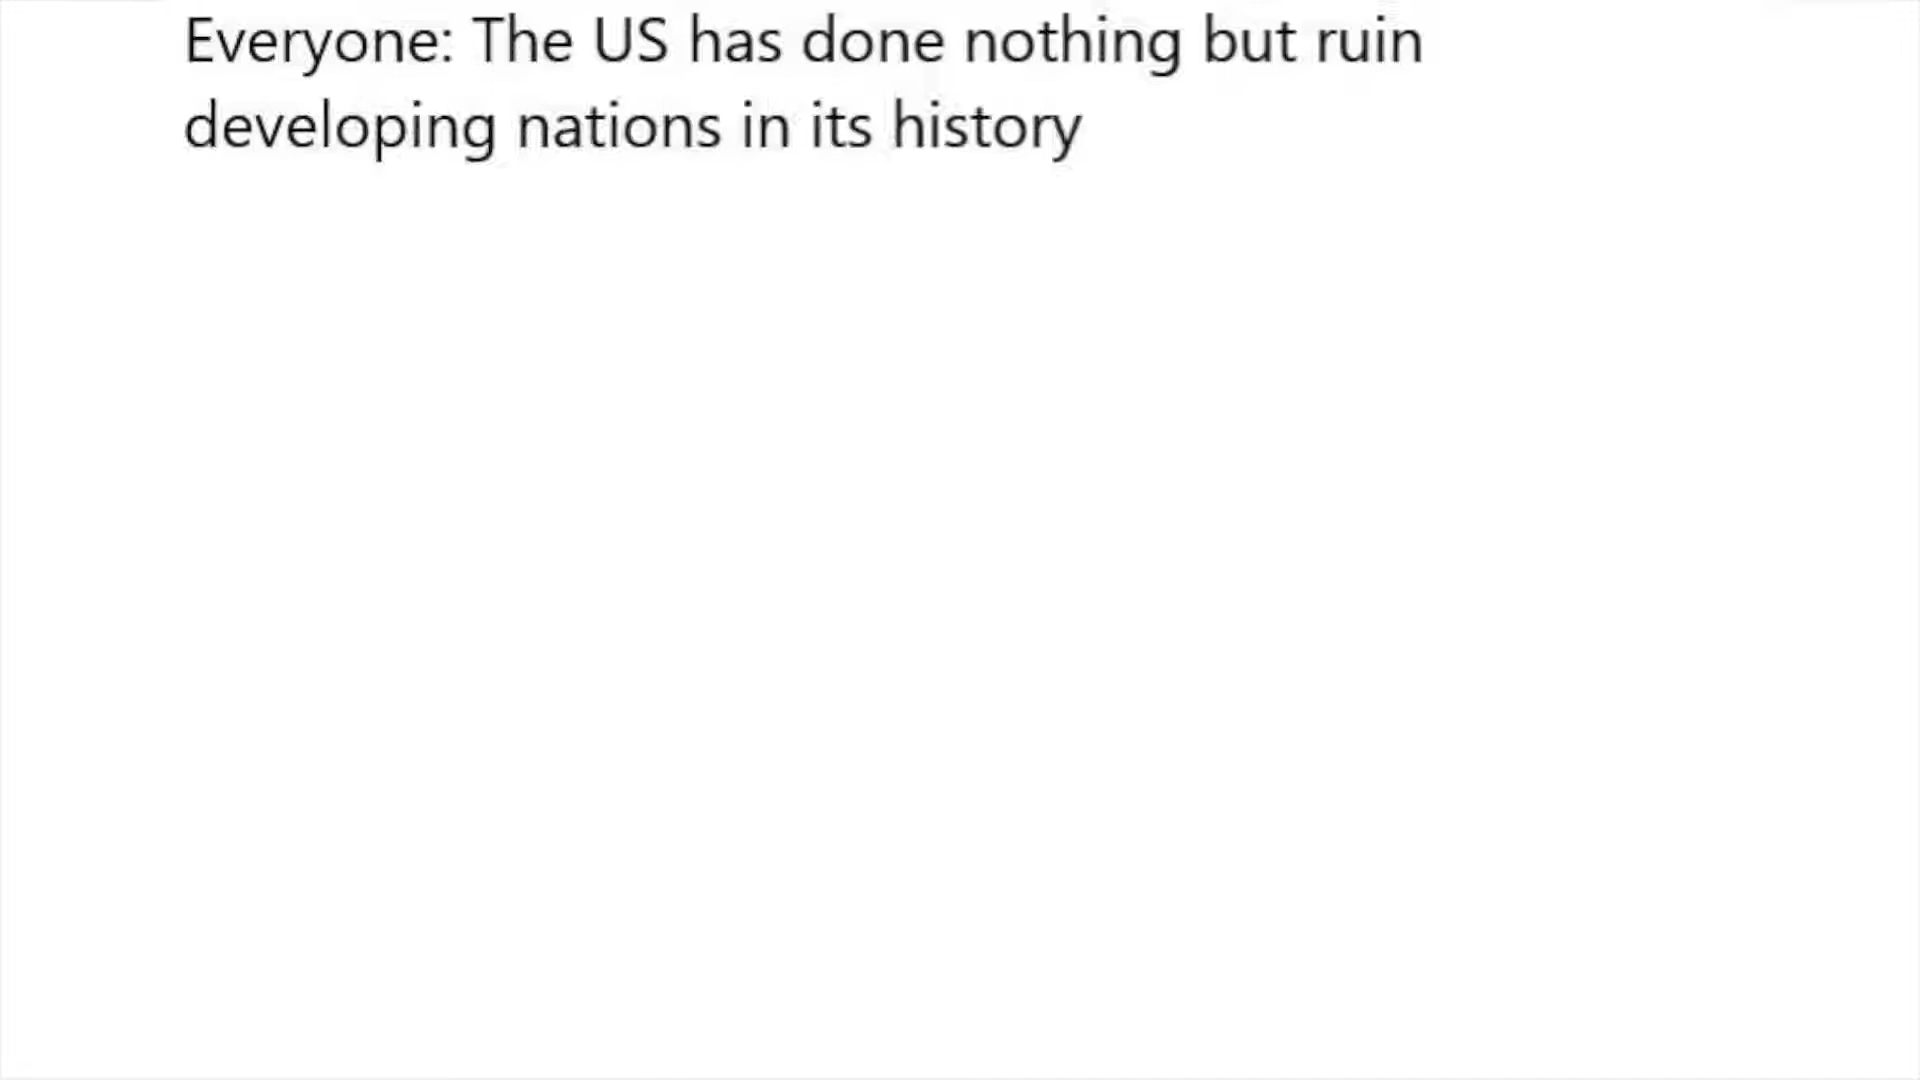 Everyone: The US has done nothing but ruin
developing nations in its history